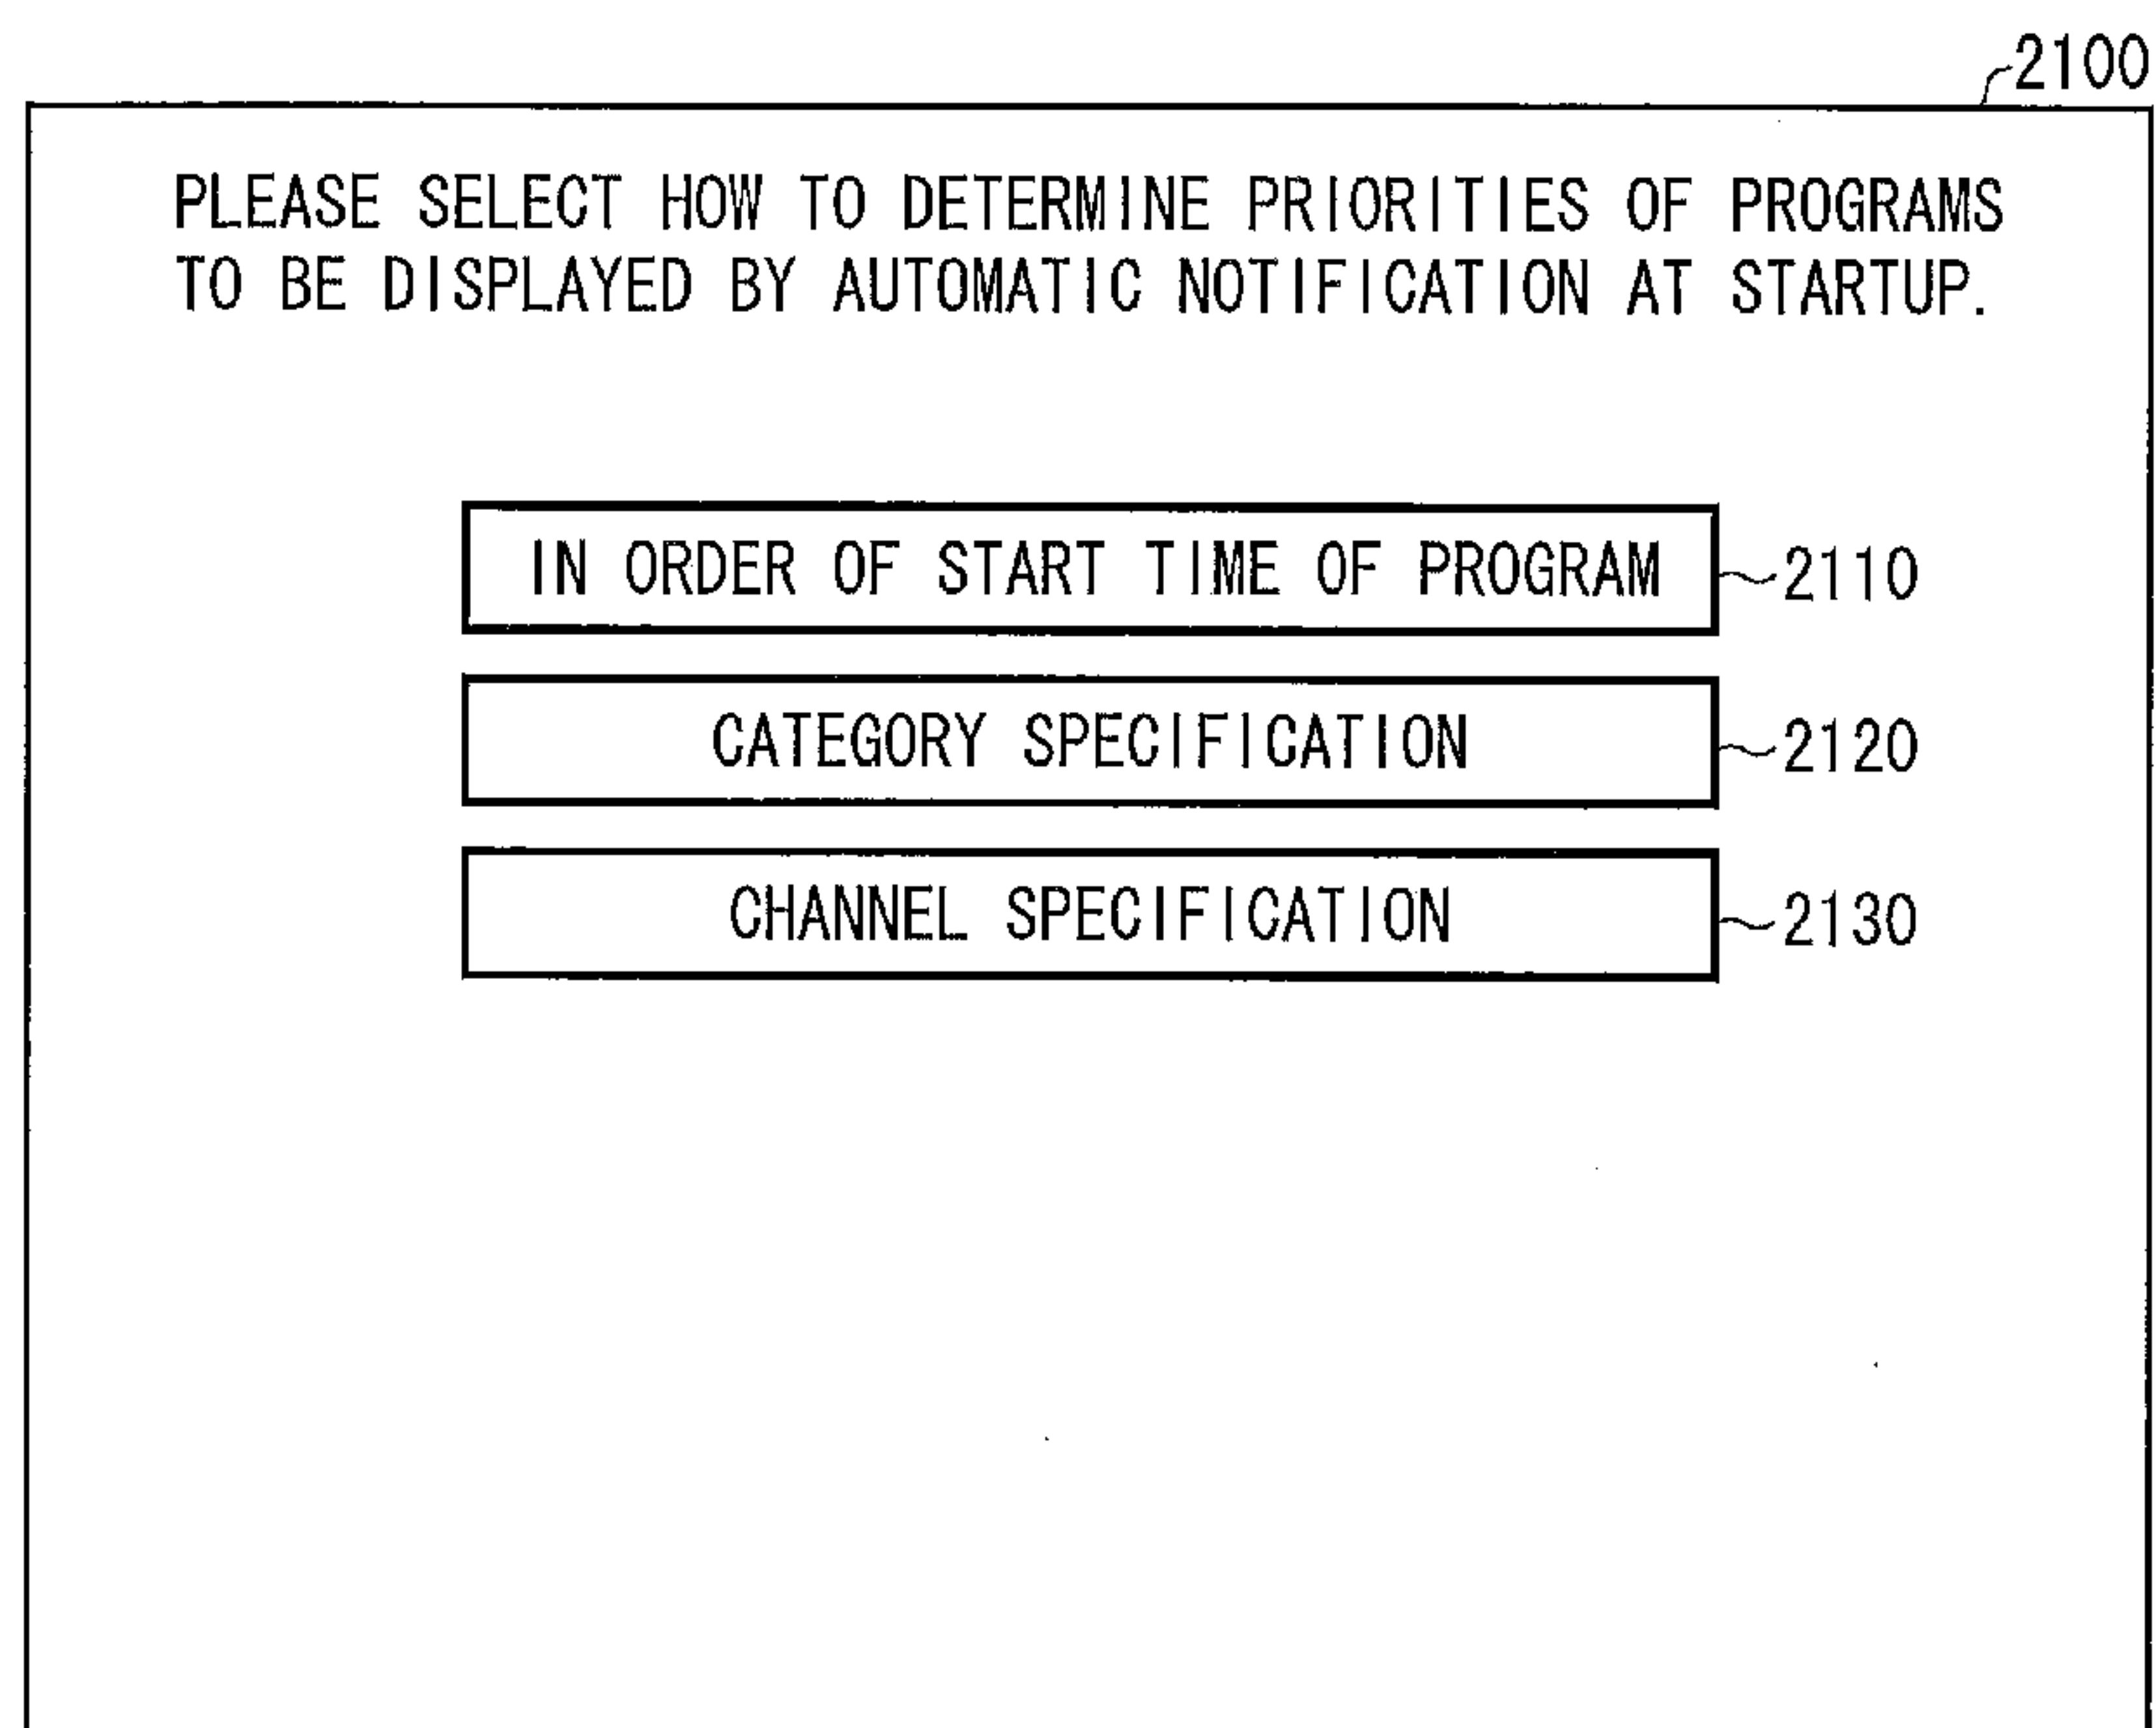 2100
PLEASE SELECT HOW TO DETERMINE PRIORITIES OF PROGRAMS
TO BE DISPLAYED BY AUTOMATIC NOTIFICATION AT STARTUP.
IN ORDER OF START TIME OF PROGRAM 2110
CATEGORY SPECIFICATION 2120
CHANNEL SPECIFICATION 2130